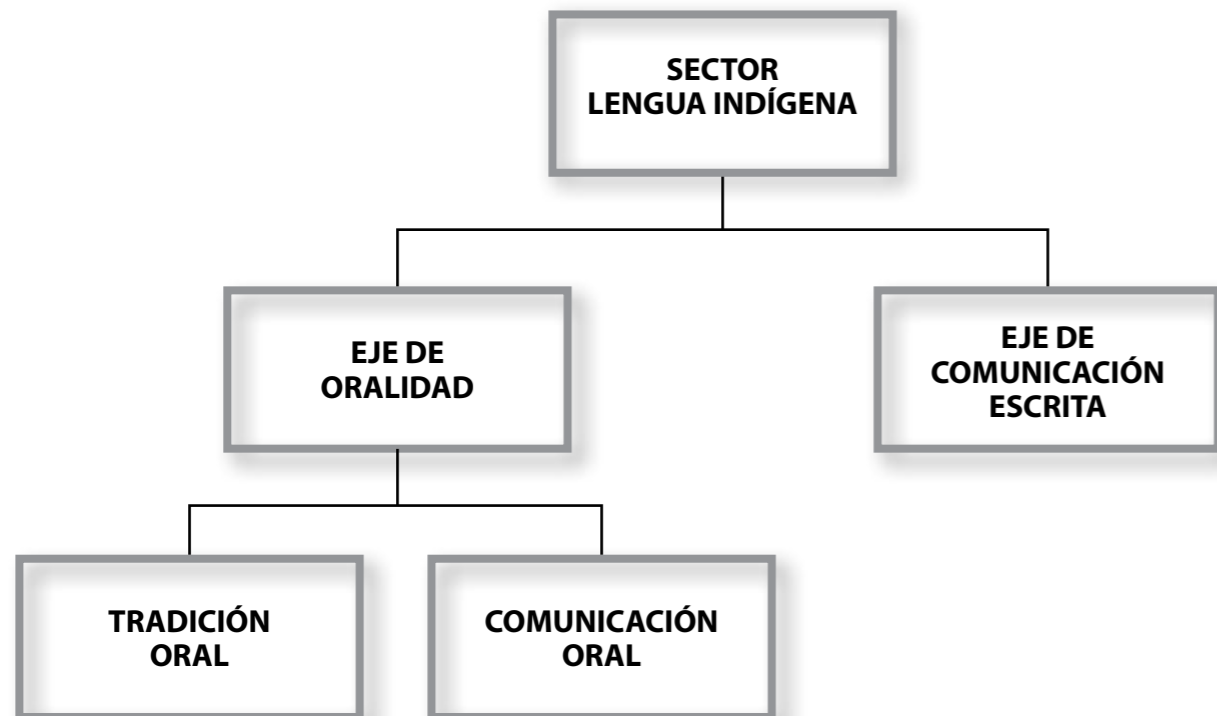 SECTOR
LENGUA INDÍGENA
EJE DE
ORALIDAD
EJE DE
COMUNICACIÓN
ESCRITA
TRADICIÓN
ORAL
COMUNICACIÓN
ORAL